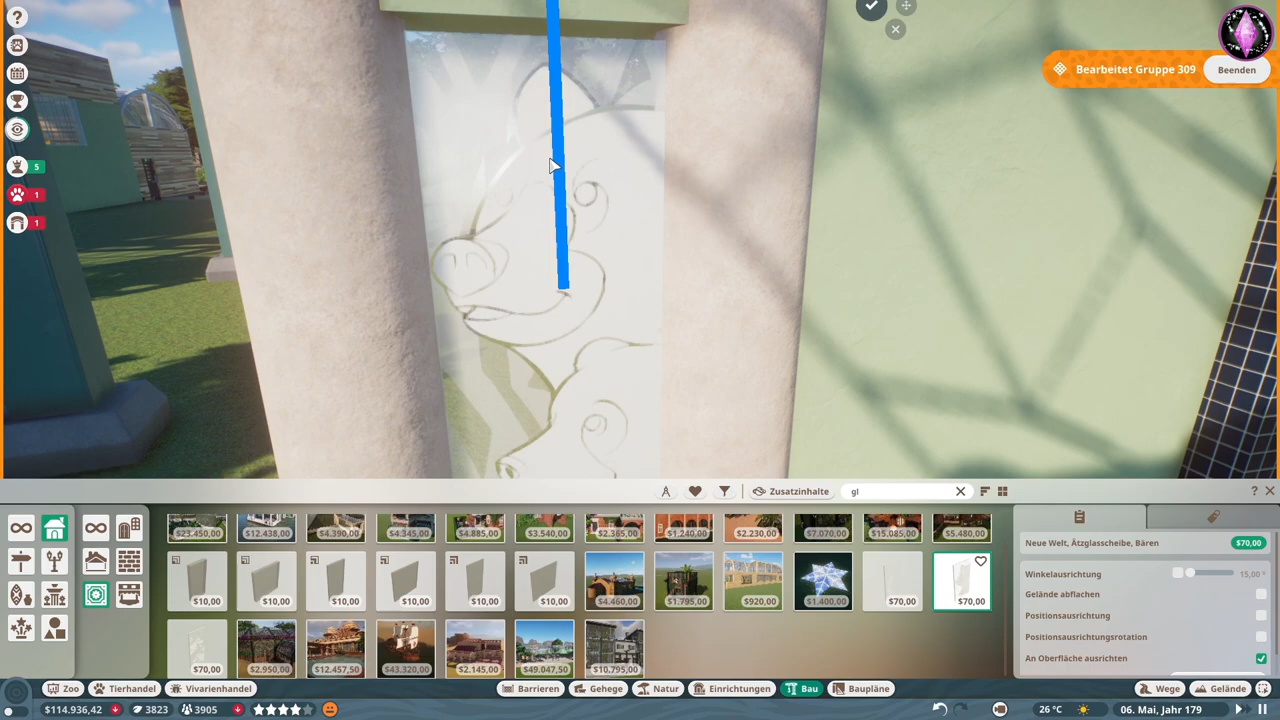 ?
Bearbeitet Gruppe 309
Beenden
5
1
1
Zusatzinhalte
gl
?
$23.450,00
$12.438,00
$4.390,00
$4.345,00
$4.885,00
$3.540,00
$2.365,00
$1.240,00
$2.230,00
$7.070,00
$15.085,00
$5.480,00
$10,00
$10,00
$10,00
$10,00
$10,00
$10,00
$4.460,00
$1.795,00
$920,00
$1.400,00
$70,00
$70,00
$70,00
$2.950,00
$12.457,50
$43.320,00
$2.145,00
$49.047,50
$10.795,00
Neue Welt, Ätzglasscheibe, Bären
$70,00
Winkelausrichtung
15,00°
Gelände abflachen
Positionsausrichtung
Positionsausrichtungsrotation
An Oberfläche ausrichten
Zoo
Tierhandel
Vivarienhandel
Barrieren
Gehege
Natur
Einrichtungen
Bau
Baupläne
Wege
Gelände
$114.936,42
3823
3905
26 °C
06. Mai, Jahr 179